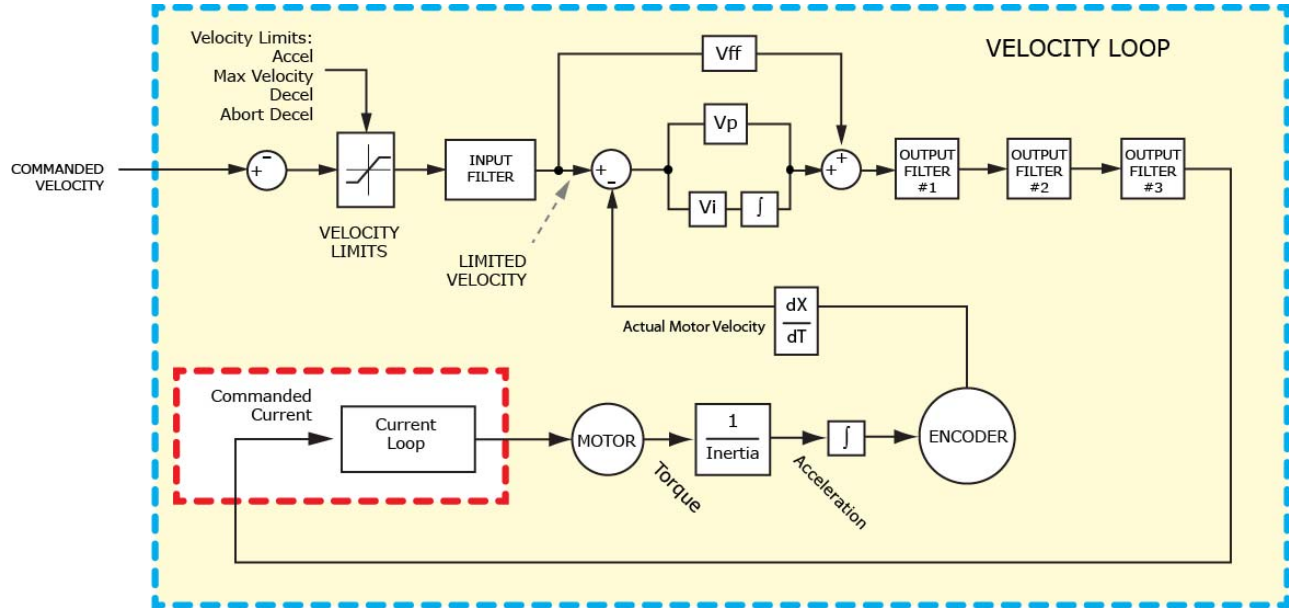 VELOCITY LOOP
Velocity Limits:
Accel
Max Velocity
Decel
Abort Decel
Vff
Vp
Vi
∫
COMMANDED
VELOCITY
-
+
INPUT
FILTER
+
-
+
+
OUTPUT
FILTER
#1
OUTPUT
FILTER
#2
OUTPUT
FILTER
#3
VELOCITY
LIMITS
LIMITED
VELOCITY
Actual Motor Velocity
dX
dT
Commanded
Current
Current
Loop
MOTOR
Torque
1
Inertia
Acceleration
∫
ENCODER